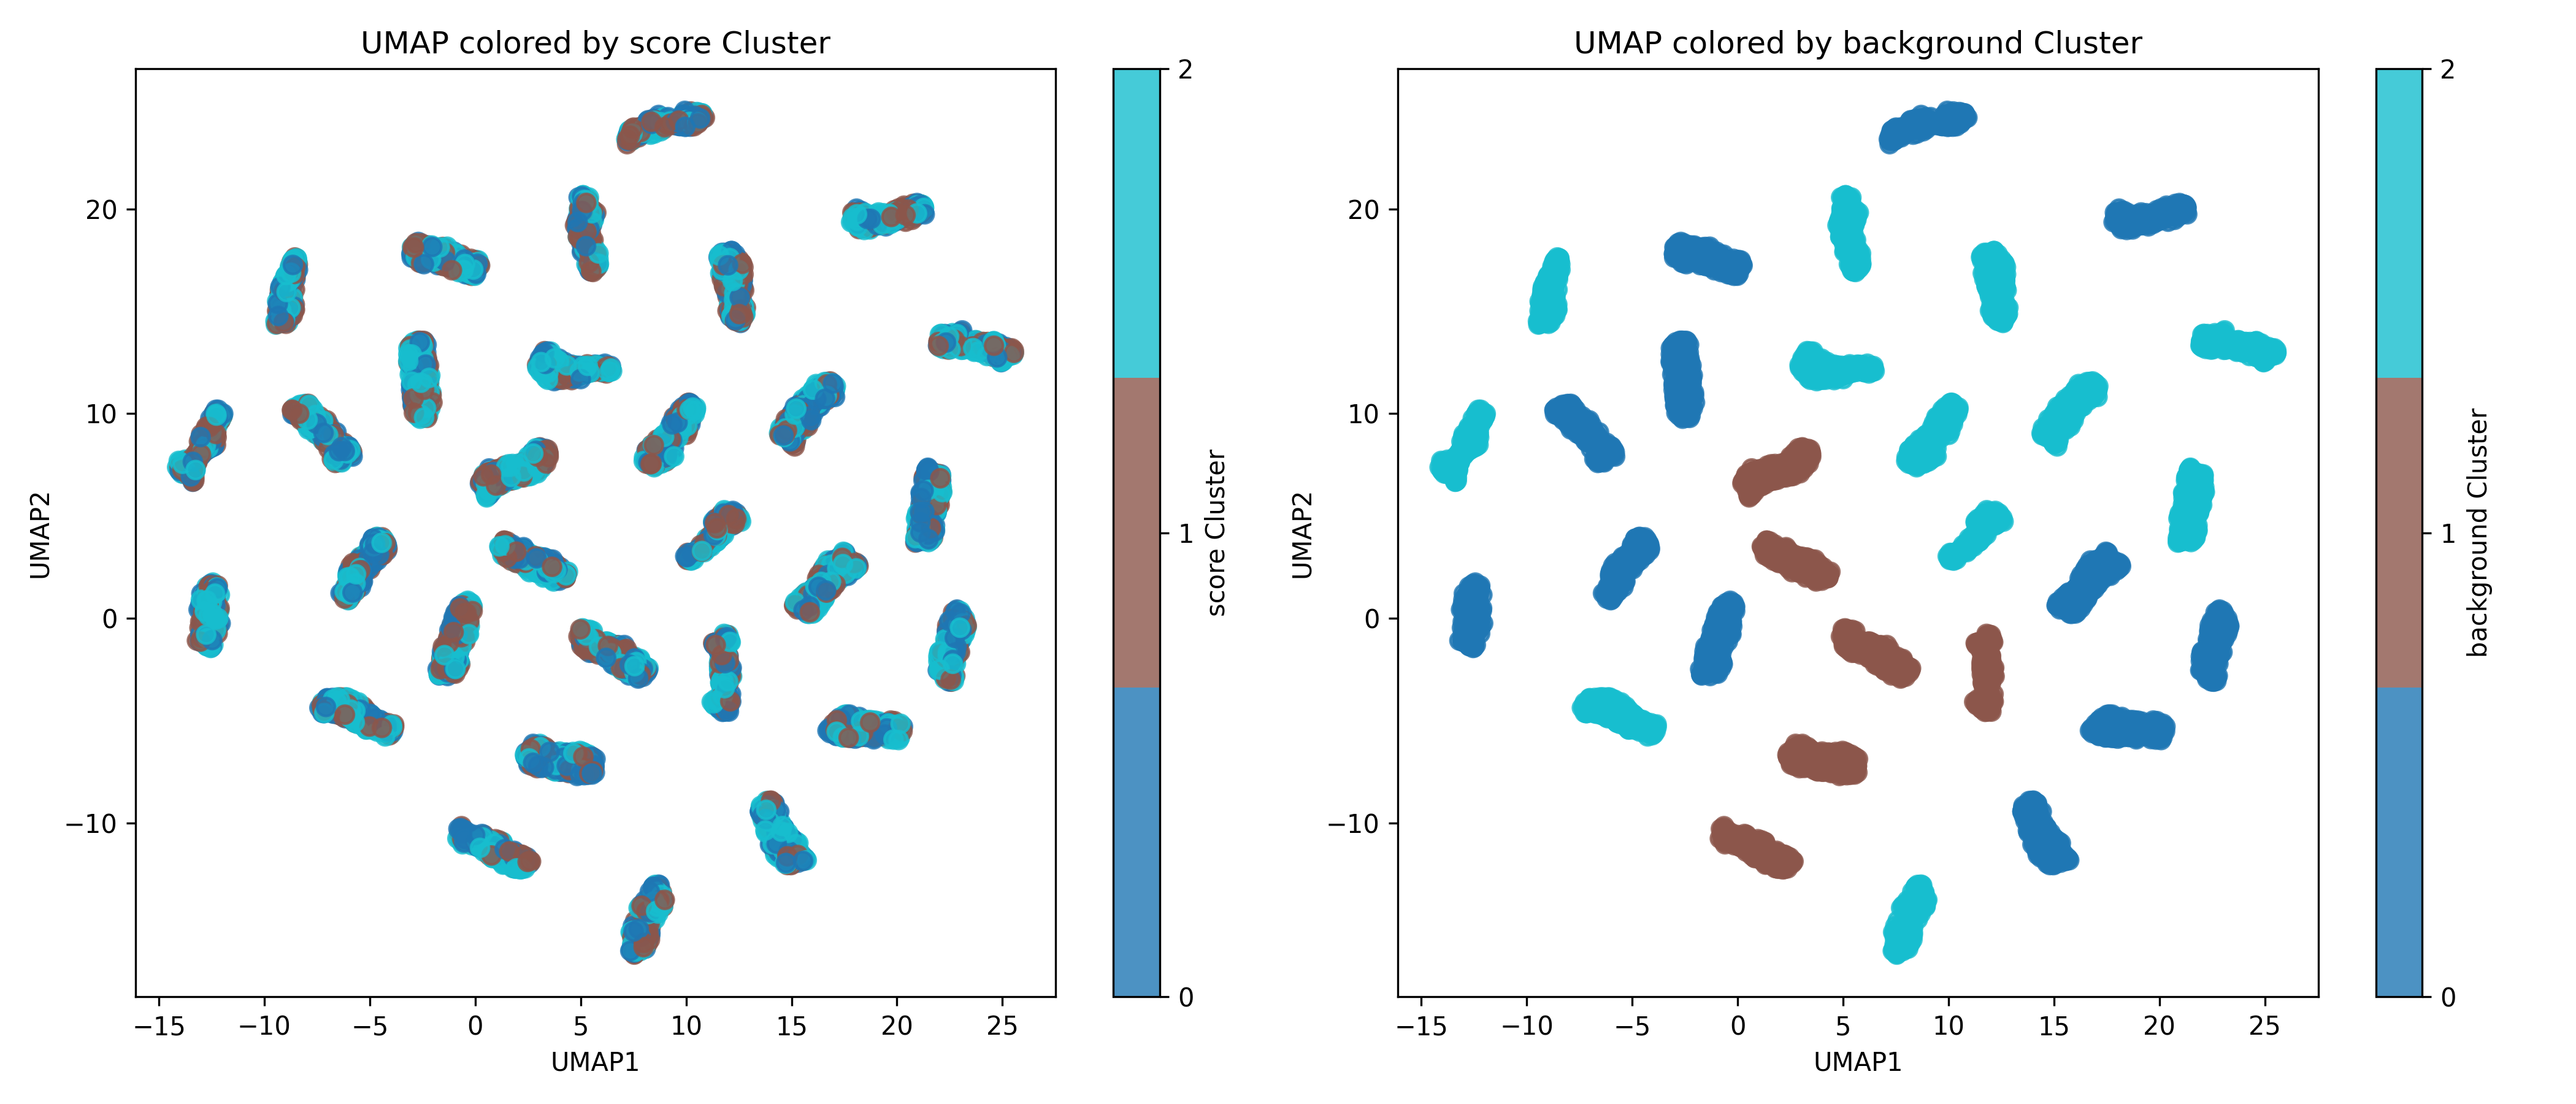 UMAP colored by score Cluster
20
10
0
−10
UMAP2
−15 −10 −5 0 5 10 15 20 25
UMAP1
2
1
0
score Cluster
UMAP colored by background Cluster
20
10
0
−10
UMAP2
−15 −10 −5 0 5 10 15 20 25
UMAP1
2
1
0
background Cluster